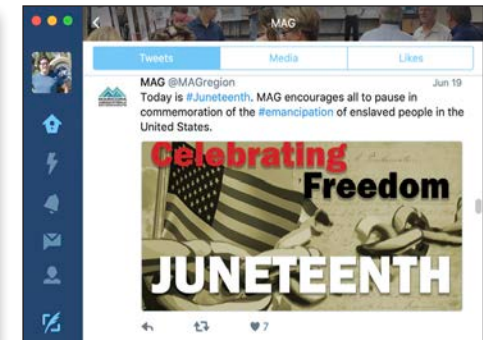 MAG
Tweets Media Likes
MAG @MAGregion Jun 19
Today is #Juneteenth. MAG encourages all to pause in
commemoration of the #emancipation of enslaved people in the
United States.
Celebrating
Freedom
JUNETEENTH
7